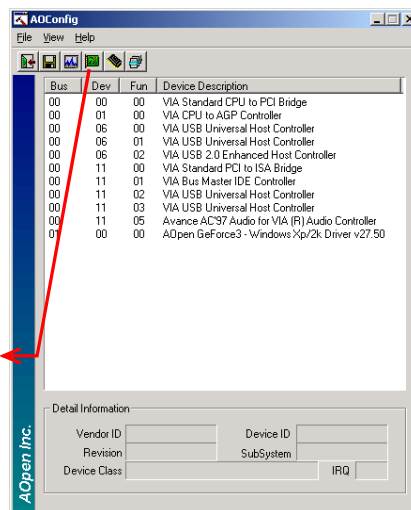 AOConfig
File View Help
Bus Dev Fun Device Description
00 00 00 VIA Standard CPU to PCI Bridge
00 01 00 VIA CPU to AGP Controller
00 06 00 VIA USB Universal Host Controller
00 06 01 VIA USB Universal Host Controller
00 06 02 VIA USB 2.0 Enhanced Host Controller
00 11 00 VIA Standard PCI to ISA Bridge
00 11 01 VIA Bus Master IDE Controller
00 11 02 VIA USB Universal Host Controller
00 11 03 VIA USB Universal Host Controller
00 11 05 Avance AC'97 Audio for VIA (R) Audio Controller
01 00 00 AOpen GeForce3 - Windows Xp/2k Driver v27.50
Detail Information
Vendor ID Device ID
Revision SubSystem
Device Class IRQ
AOpen Inc.